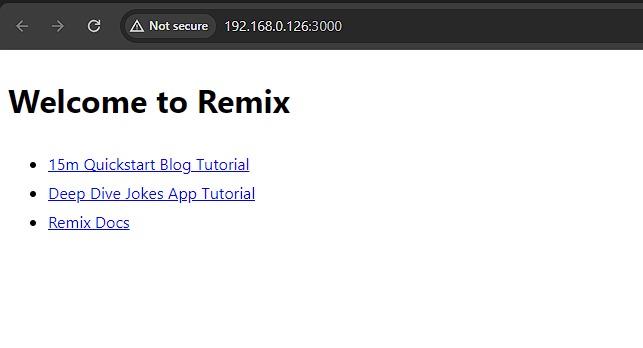 Not secure 192.168.0.126:3000
Welcome to Remix
15m Quickstart Blog Tutorial
Deep Dive Jokes App Tutorial
Remix Docs